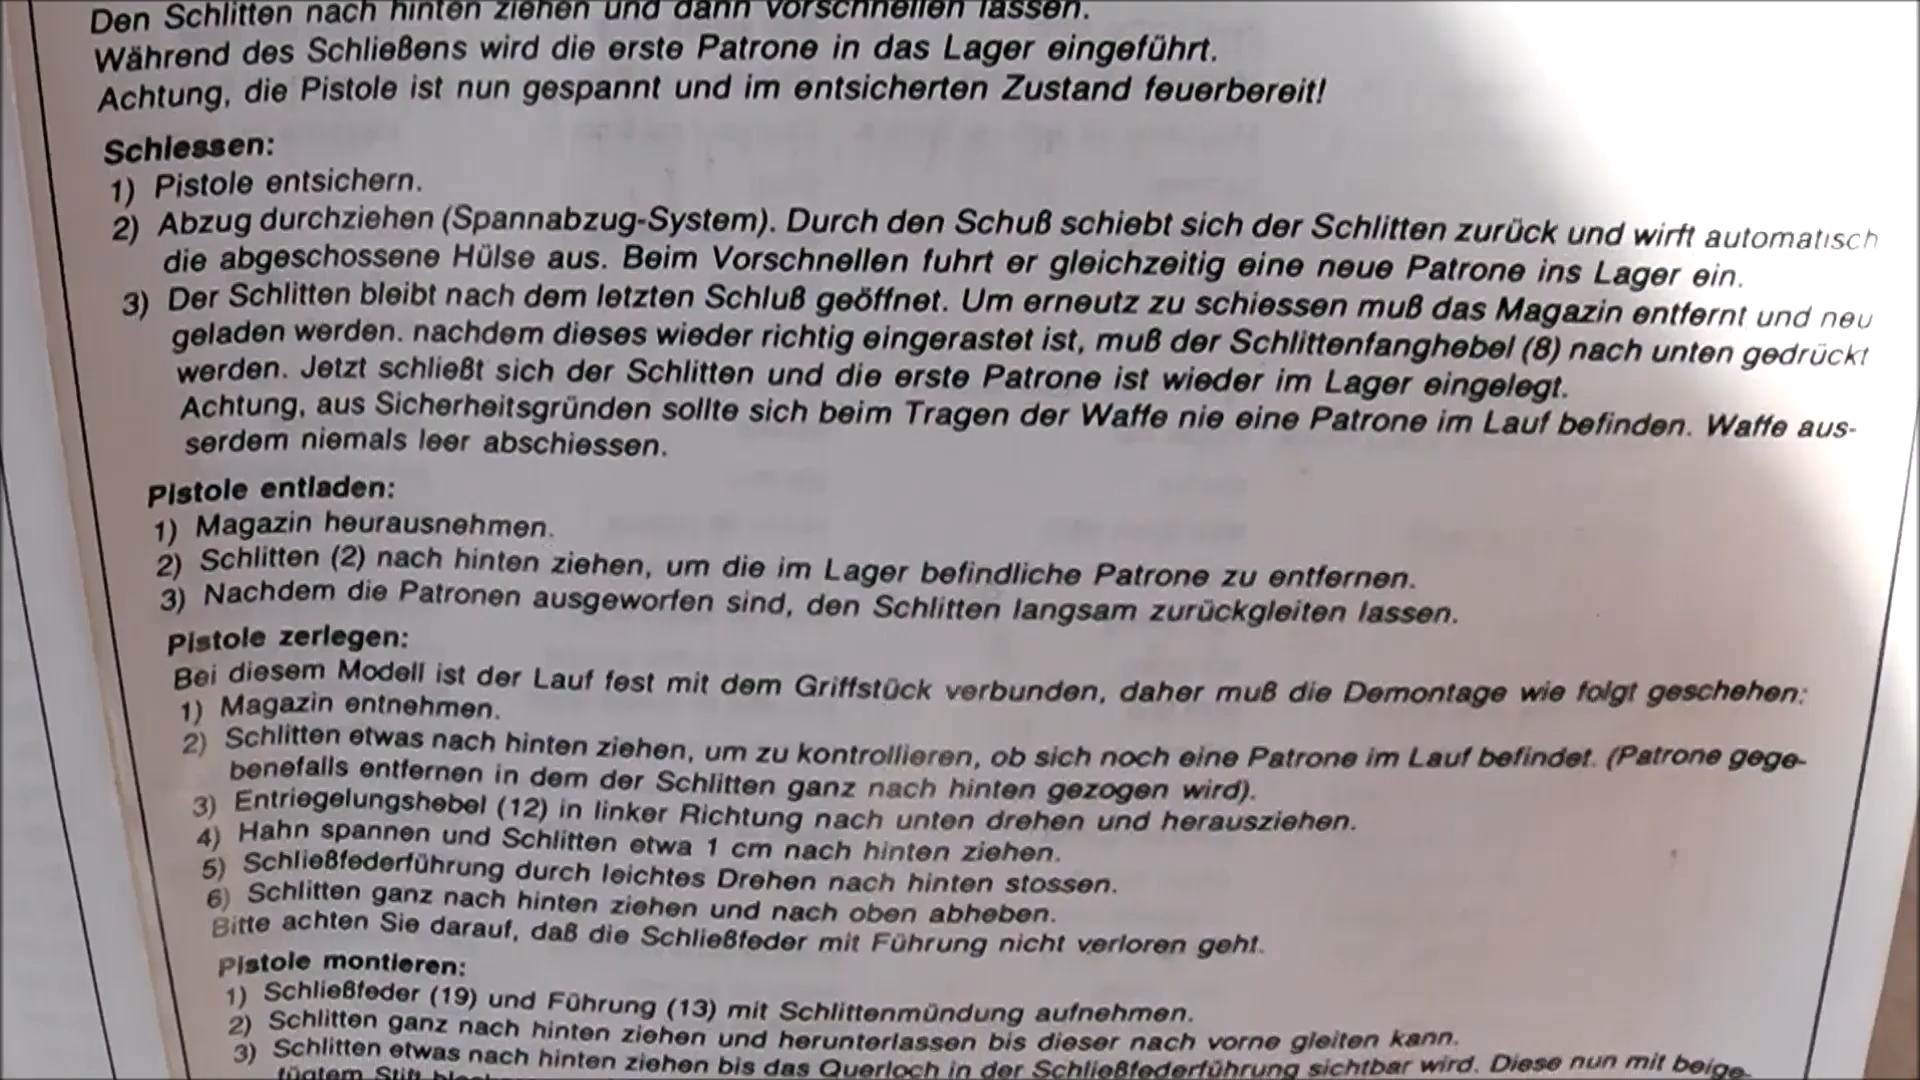 Den Schlitten nach hinten ziehen und dann vorschnellen lassen.
Während des Schließens wird die erste Patrone in das Lager eingeführt.
Achtung, die Pistole ist nun gespannt und im entsicherten Zustand feuerbereit!
Schiessen:
1) Pistole entsichern.
2) Abzug durchziehen (Spannabzug-System). Durch den Schuß schiebt sich der Schlitten zurück und wirft automatisch
die abgeschossene Hülse aus. Beim Vorschnellen fuhrt er gleichzeitig eine neue Patrone ins Lager ein.
3) Der Schlitten bleibt nach dem letzten Schluß geöffnet. Um erneutz zu schiessen muß das Magazin entfernt und neu
geladen werden. nachdem dieses wieder richtig eingerastet ist, muß der Schlittenfanghebel (8) nach unten gedrückt
werden. Jetzt schließt sich der Schlitten und die erste Patrone ist wieder im Lager eingelegt.
Achtung, aus Sicherheitsgründen sollte sich beim Tragen der Waffe nie eine Patrone im Lauf befinden. Waffe aus-
serdem niemals leer abschiessen.
Pistole entladen:
1) Magazin heurausnehmen.
2) Schlitten (2) nach hinten ziehen, um die im Lager befindliche Patrone zu entfernen.
3) Nachdem die Patronen ausgeworfen sind, den Schlitten langsam zurückgleiten lassen.
Pistole zerlegen:
Bei diesem Modell ist der Lauf fest mit dem Griffstück verbunden, daher muß die Demontage wie folgt geschehen:
1) Magazin entnehmen.
2) Schlitten etwas nach hinten ziehen, um zu kontrollieren, ob sich noch eine Patrone im Lauf befindet. (Patrone gege-
benefalls entfernen in dem der Schlitten ganz nach hinten gezogen wird).
3) Entriegelungshebel (12) in linker Richtung nach unten drehen und herausziehen.
4) Hahn spannen und Schlitten etwa 1 cm nach hinten ziehen.
5) Schließfederführung durch leichtes Drehen nach hinten stossen.
6) Schlitten ganz nach hinten ziehen und nach oben abheben.
Bitte achten Sie darauf, daß die Schließfeder mit Führung nicht verloren geht.
Pistole montieren:
1) Schließfeder (19) und Führung (13) mit Schlittenmündung aufnehmen.
2) Schlitten ganz nach hinten ziehen und herunterlassen bis dieser nach vorne gleiten kann.
3) Schlitten etwas nach hinten ziehen bis das Querloch in der Schließfederführung sichtbar wird. Diese nun mit beige-
fügtem Stift